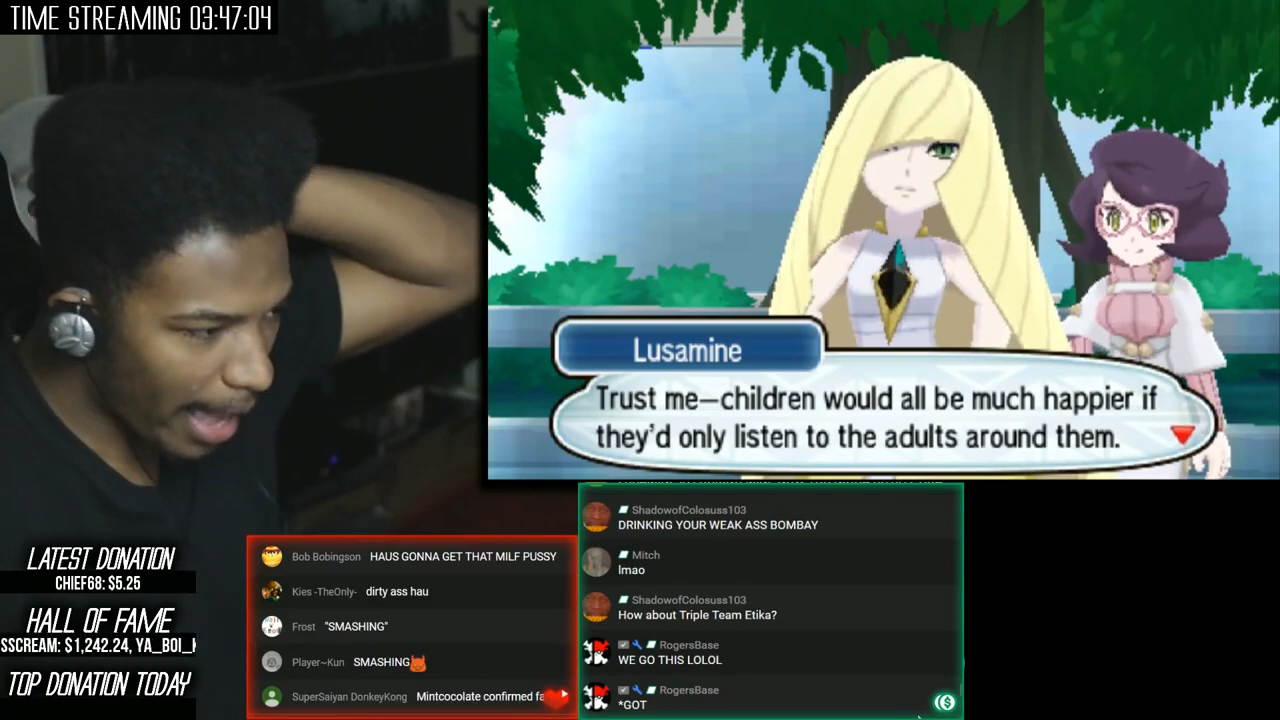 TIME STREAMING 03:47:04
Lusamine
Trust me—children would all be much happier if
they'd only listen to the adults around them.
LATEST DONATION
CHIEF68: $5.25
HALL OF FAME
SSCREAM: $1,242.24, YA_BOI_
TOP DONATION TODAY
Bob Bobingson HAUS GONNA GET THAT MILF PUSSY
Kies -TheOnly- dirty ass hau
Frost "SMASHING"
Player~Kun SMASHING
SuperSaiyan DonkeyKong Mintcocolate confirmed fa
ShadowofColosuss103
DRINKING YOUR WEAK ASS BOMBAY
Mitch
lmao
ShadowofColosuss103
How about Triple Team Etika?
RogersBase
WE GO THIS LOLOL
RogersBase
*GOT